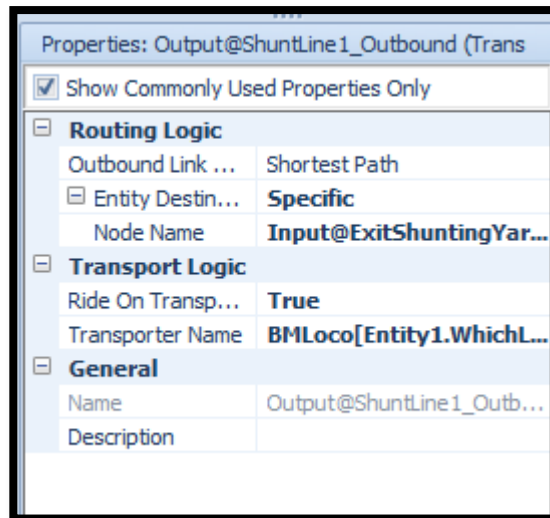 Properties: Output@ShuntLine1_Outbound (Trans
Show Commonly Used Properties Only
Routing Logic
Outbound Link ... Shortest Path
Entity Destin... Specific
Node Name Input@ExitShuntingYar...
Transport Logic
Ride On Transp... True
Transporter Name BMLoco[Entity1.WhichL...
General
Name Output@ShuntLine1_Outb...
Description